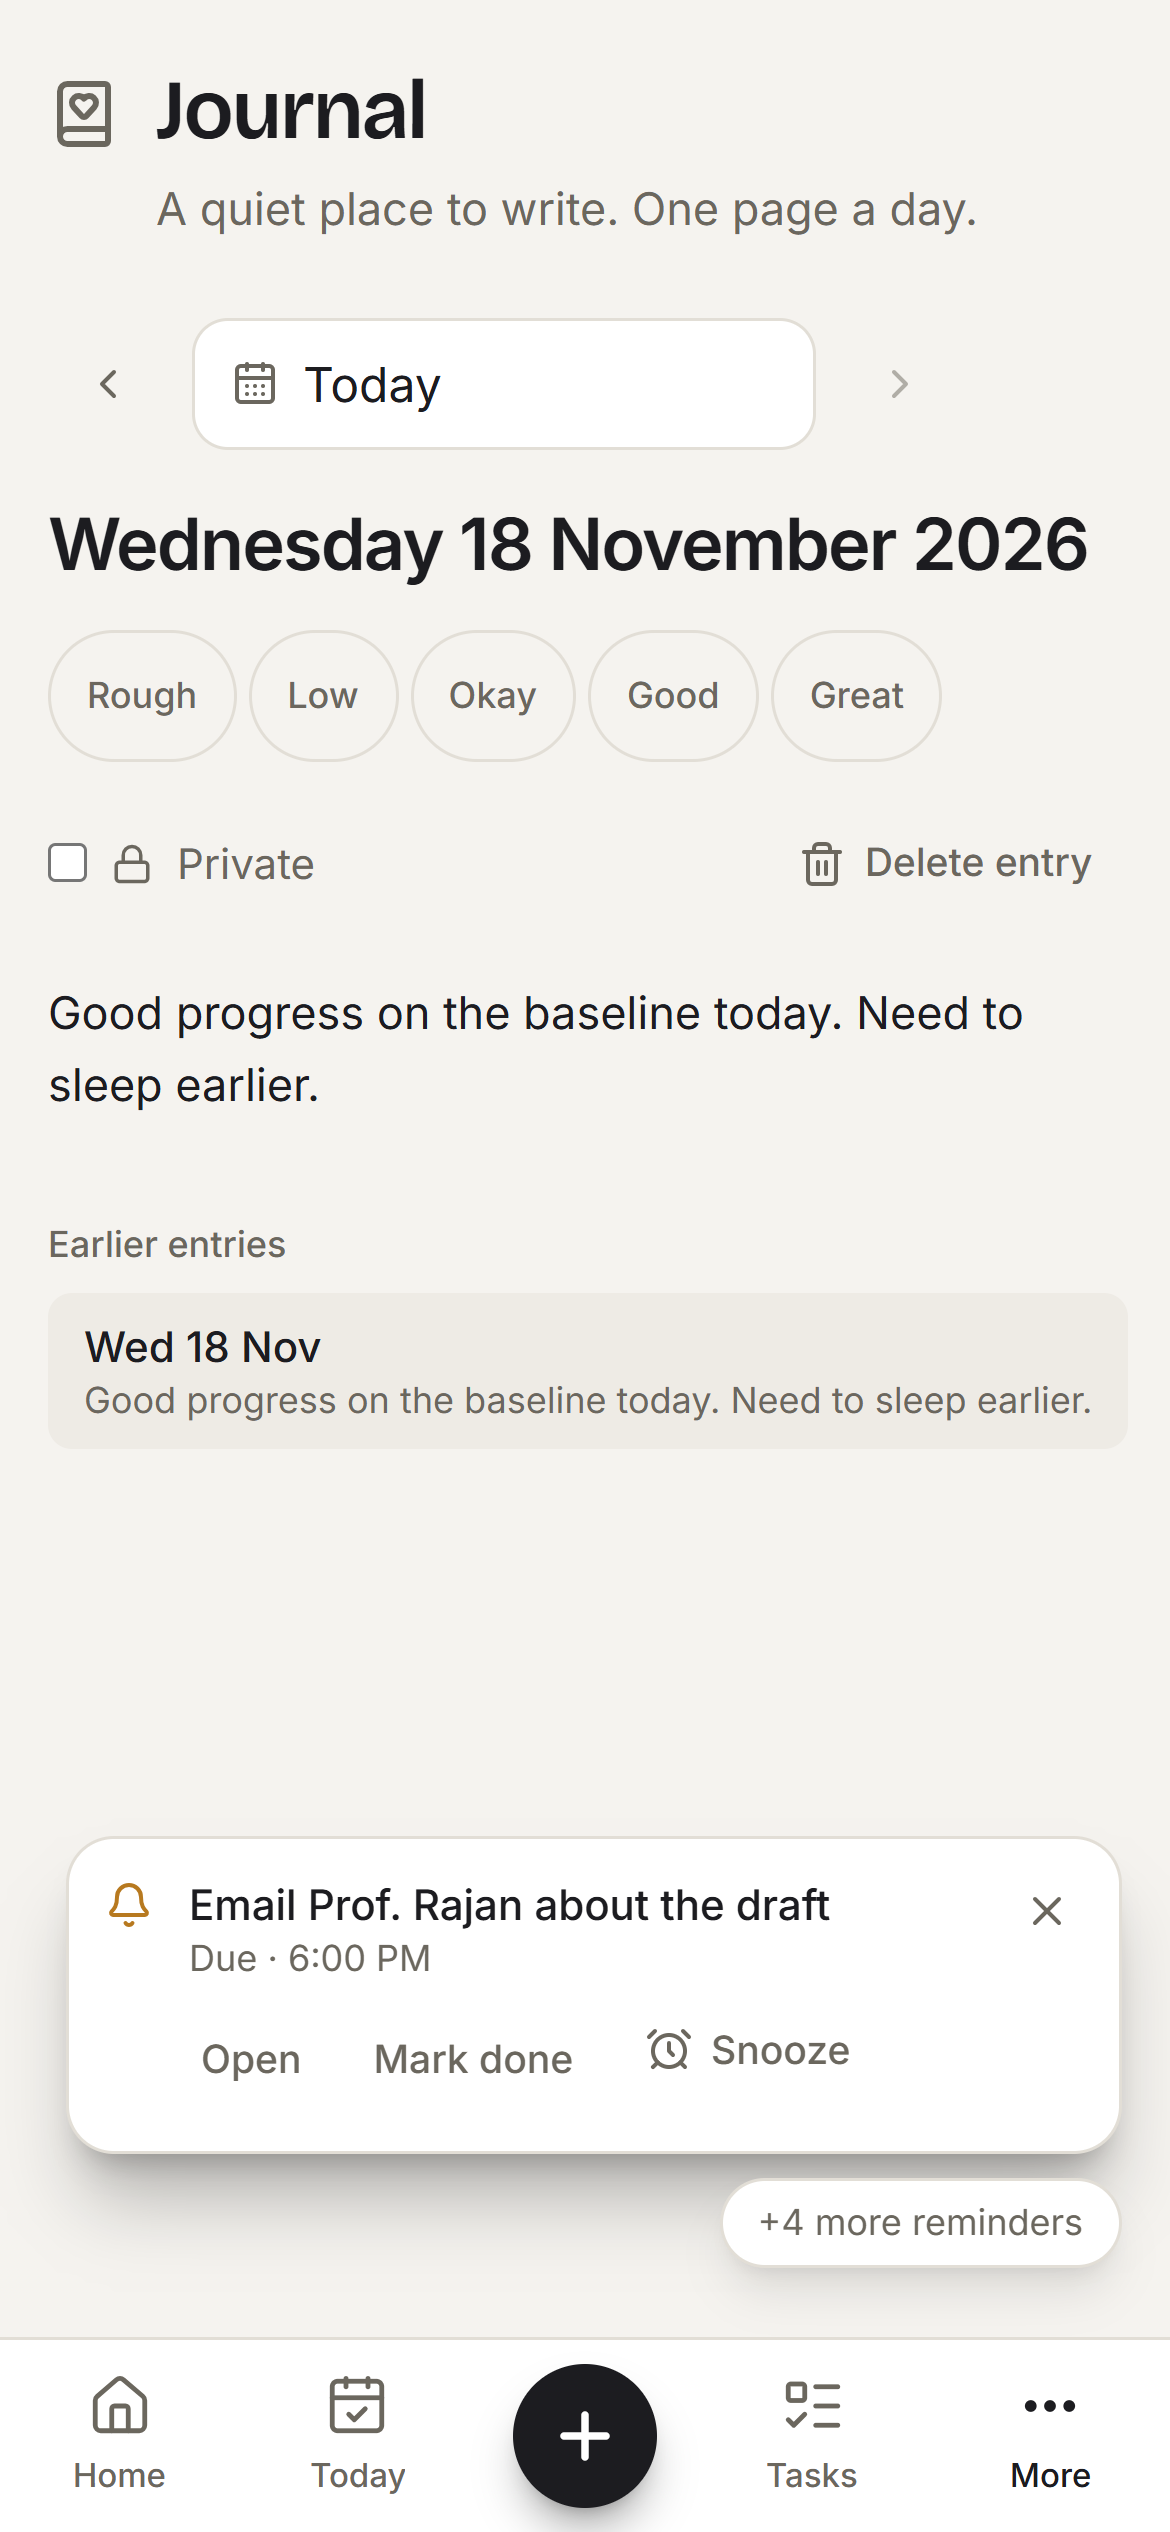 Journal
A quiet place to write. One page a day.
Today
Wednesday 18 November 2026
Rough Low Okay Good Great
Private Delete entry
Good progress on the baseline today. Need to
sleep earlier.
Earlier entries
Wed 18 Nov
Good progress on the baseline today. Need to sleep earlier.
Email Prof. Rajan about the draft
Due · 6:00 PM
Open Mark done Snooze
+4 more reminders
Home Today Tasks More